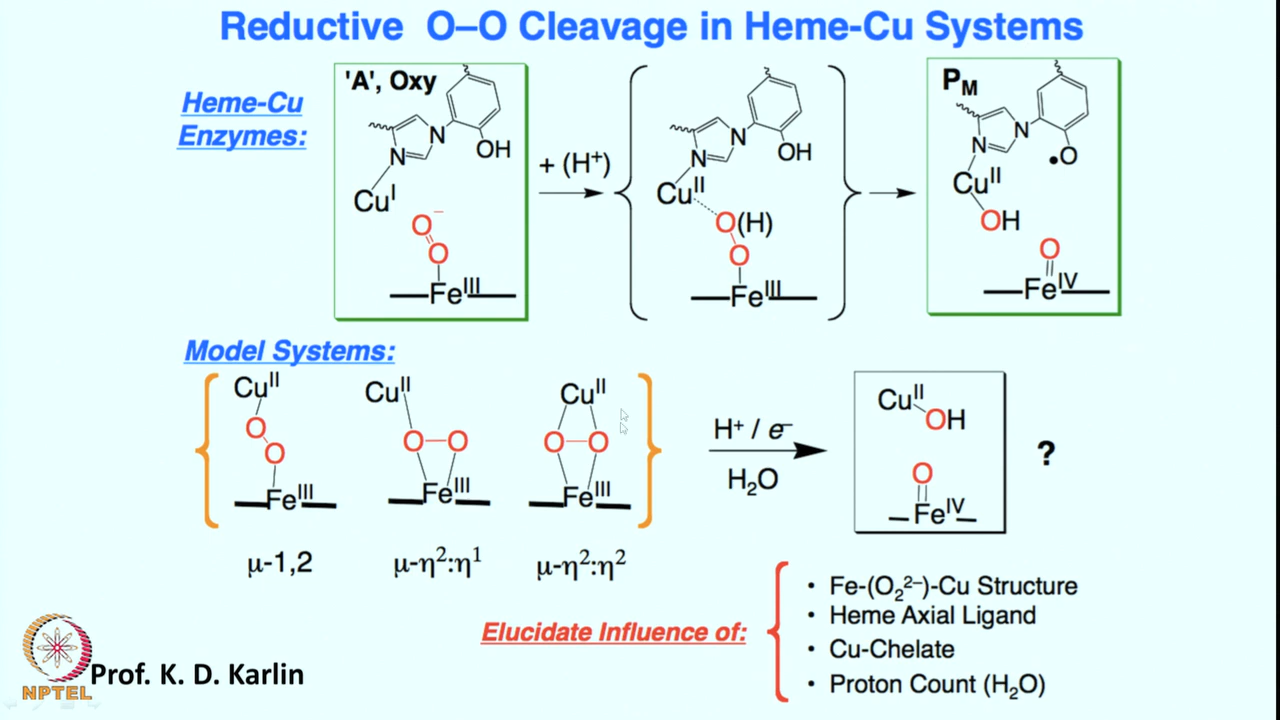 Reductive O–O Cleavage in Heme-Cu Systems
Heme-Cu
Enzymes:
'A', Oxy
N
N
OH
Cuᴵ
O⁻
O
Feᴵᴵᴵ
+ (H⁺)
N
N
OH
Cuᴵᴵ
O(H)
O
Feᴵᴵᴵ
Pᴍ
N
N
•O
Cuᴵᴵ
OH
O
Feᴵⱽ
Model Systems:
Cuᴵᴵ
O
O
Feᴵᴵᴵ
μ-1,2
Cuᴵᴵ
O–O
Feᴵᴵᴵ
μ-η²:η¹
Cuᴵᴵ
O–O
Feᴵᴵᴵ
μ-η²:η²
H⁺ / e⁻
H₂O
Cuᴵᴵ
OH
O
Feᴵⱽ
?
Elucidate Influence of:
• Fe-(O₂²⁻)-Cu Structure
• Heme Axial Ligand
• Cu-Chelate
• Proton Count (H₂O)
NPTEL
Prof. K. D. Karlin